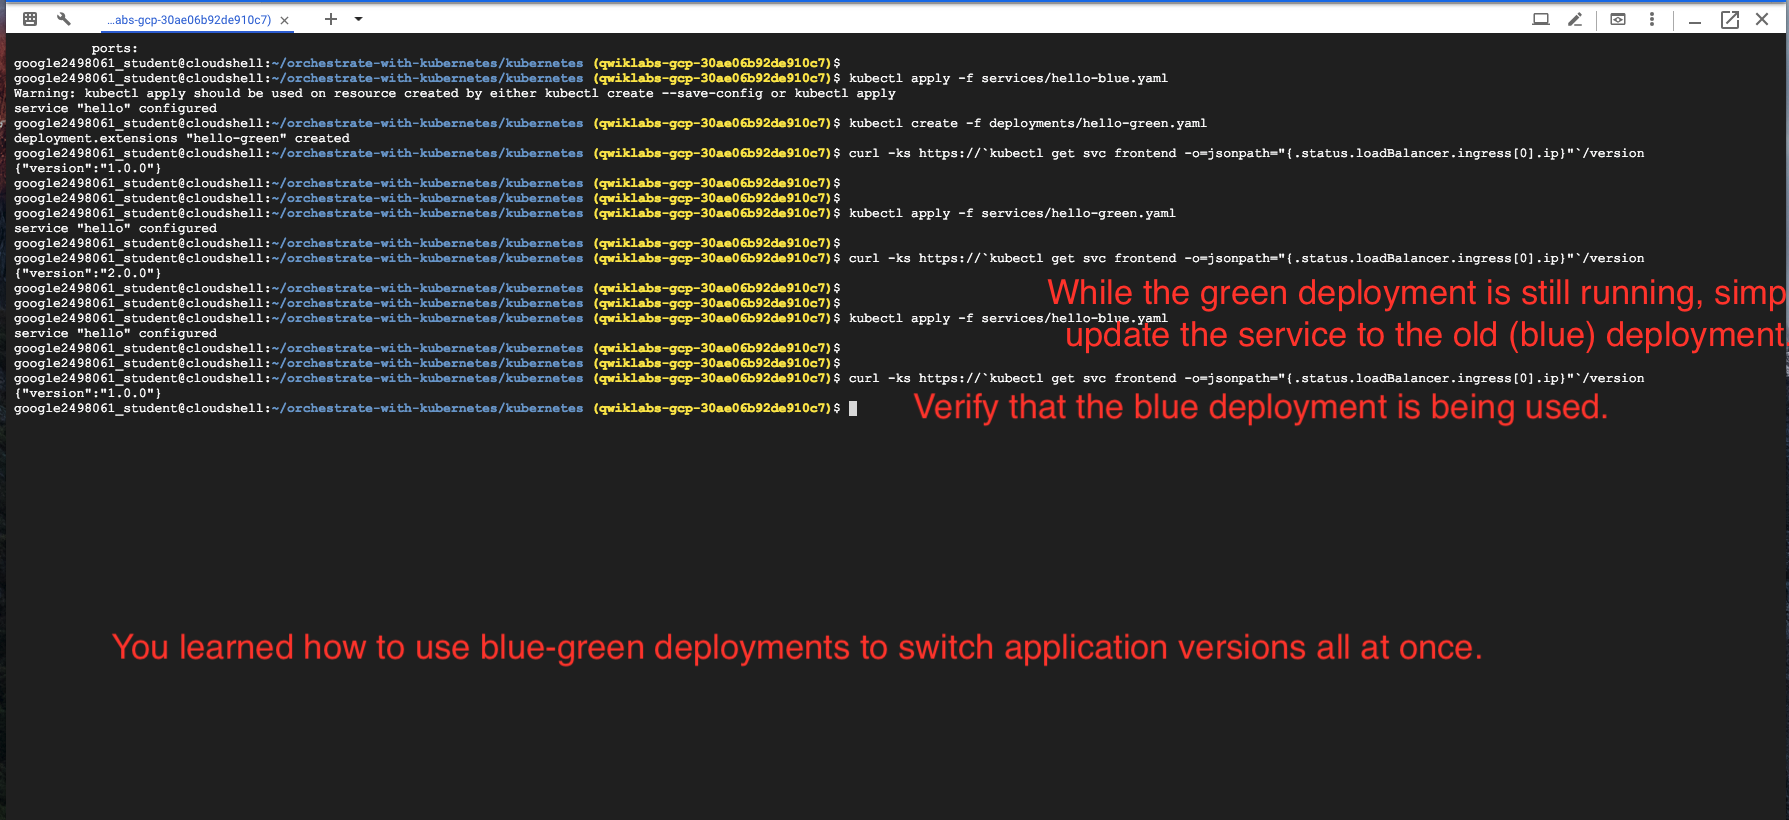 ...abs-gcp-30ae06b92de910c7)
ports:
google2498061_student@cloudshell:~/orchestrate-with-kubernetes/kubernetes (qwiklabs-gcp-30ae06b92de910c7)$
google2498061_student@cloudshell:~/orchestrate-with-kubernetes/kubernetes (qwiklabs-gcp-30ae06b92de910c7)$ kubectl apply -f services/hello-blue.yaml
Warning: kubectl apply should be used on resource created by either kubectl create --save-config or kubectl apply
service "hello" configured
google2498061_student@cloudshell:~/orchestrate-with-kubernetes/kubernetes (qwiklabs-gcp-30ae06b92de910c7)$ kubectl create -f deployments/hello-green.yaml
deployment.extensions "hello-green" created
google2498061_student@cloudshell:~/orchestrate-with-kubernetes/kubernetes (qwiklabs-gcp-30ae06b92de910c7)$ curl -ks https://`kubectl get svc frontend -o=jsonpath="{.status.loadBalancer.ingress[0].ip}"`/version
{"version":"1.0.0"}
google2498061_student@cloudshell:~/orchestrate-with-kubernetes/kubernetes (qwiklabs-gcp-30ae06b92de910c7)$
google2498061_student@cloudshell:~/orchestrate-with-kubernetes/kubernetes (qwiklabs-gcp-30ae06b92de910c7)$
google2498061_student@cloudshell:~/orchestrate-with-kubernetes/kubernetes (qwiklabs-gcp-30ae06b92de910c7)$ kubectl apply -f services/hello-green.yaml
service "hello" configured
google2498061_student@cloudshell:~/orchestrate-with-kubernetes/kubernetes (qwiklabs-gcp-30ae06b92de910c7)$
google2498061_student@cloudshell:~/orchestrate-with-kubernetes/kubernetes (qwiklabs-gcp-30ae06b92de910c7)$ curl -ks https://`kubectl get svc frontend -o=jsonpath="{.status.loadBalancer.ingress[0].ip}"`/version
{"version":"2.0.0"}
google2498061_student@cloudshell:~/orchestrate-with-kubernetes/kubernetes (qwiklabs-gcp-30ae06b92de910c7)$
google2498061_student@cloudshell:~/orchestrate-with-kubernetes/kubernetes (qwiklabs-gcp-30ae06b92de910c7)$
While the green deployment is still running, simp
google2498061_student@cloudshell:~/orchestrate-with-kubernetes/kubernetes (qwiklabs-gcp-30ae06b92de910c7)$ kubectl apply -f services/hello-blue.yaml
update the service to the old (blue) deployment
service "hello" configured
google2498061_student@cloudshell:~/orchestrate-with-kubernetes/kubernetes (qwiklabs-gcp-30ae06b92de910c7)$
google2498061_student@cloudshell:~/orchestrate-with-kubernetes/kubernetes (qwiklabs-gcp-30ae06b92de910c7)$
google2498061_student@cloudshell:~/orchestrate-with-kubernetes/kubernetes (qwiklabs-gcp-30ae06b92de910c7)$ curl -ks https://`kubectl get svc frontend -o=jsonpath="{.status.loadBalancer.ingress[0].ip}"`/version
{"version":"1.0.0"}
google2498061_student@cloudshell:~/orchestrate-with-kubernetes/kubernetes (qwiklabs-gcp-30ae06b92de910c7)$
Verify that the blue deployment is being used.
You learned how to use blue-green deployments to switch application versions all at once.